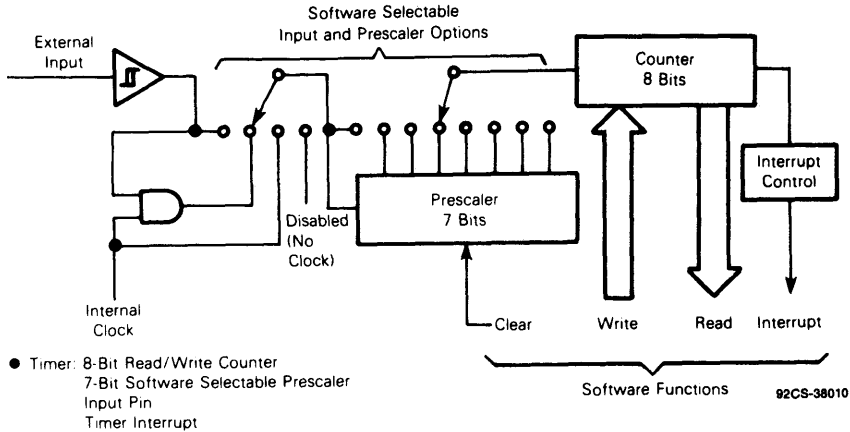 Software Selectable
Input and Prescaler Options
External
Input
Counter
8 Bits
Interrupt
Control
Prescaler
7 Bits
Disabled
(No
Clock)
Internal
Clock
Clear
Write
Read
Interrupt
Software Functions
92CS-38010
● Timer: 8-Bit Read/Write Counter
7-Bit Software Selectable Prescaler
Input Pin
Timer Interrupt